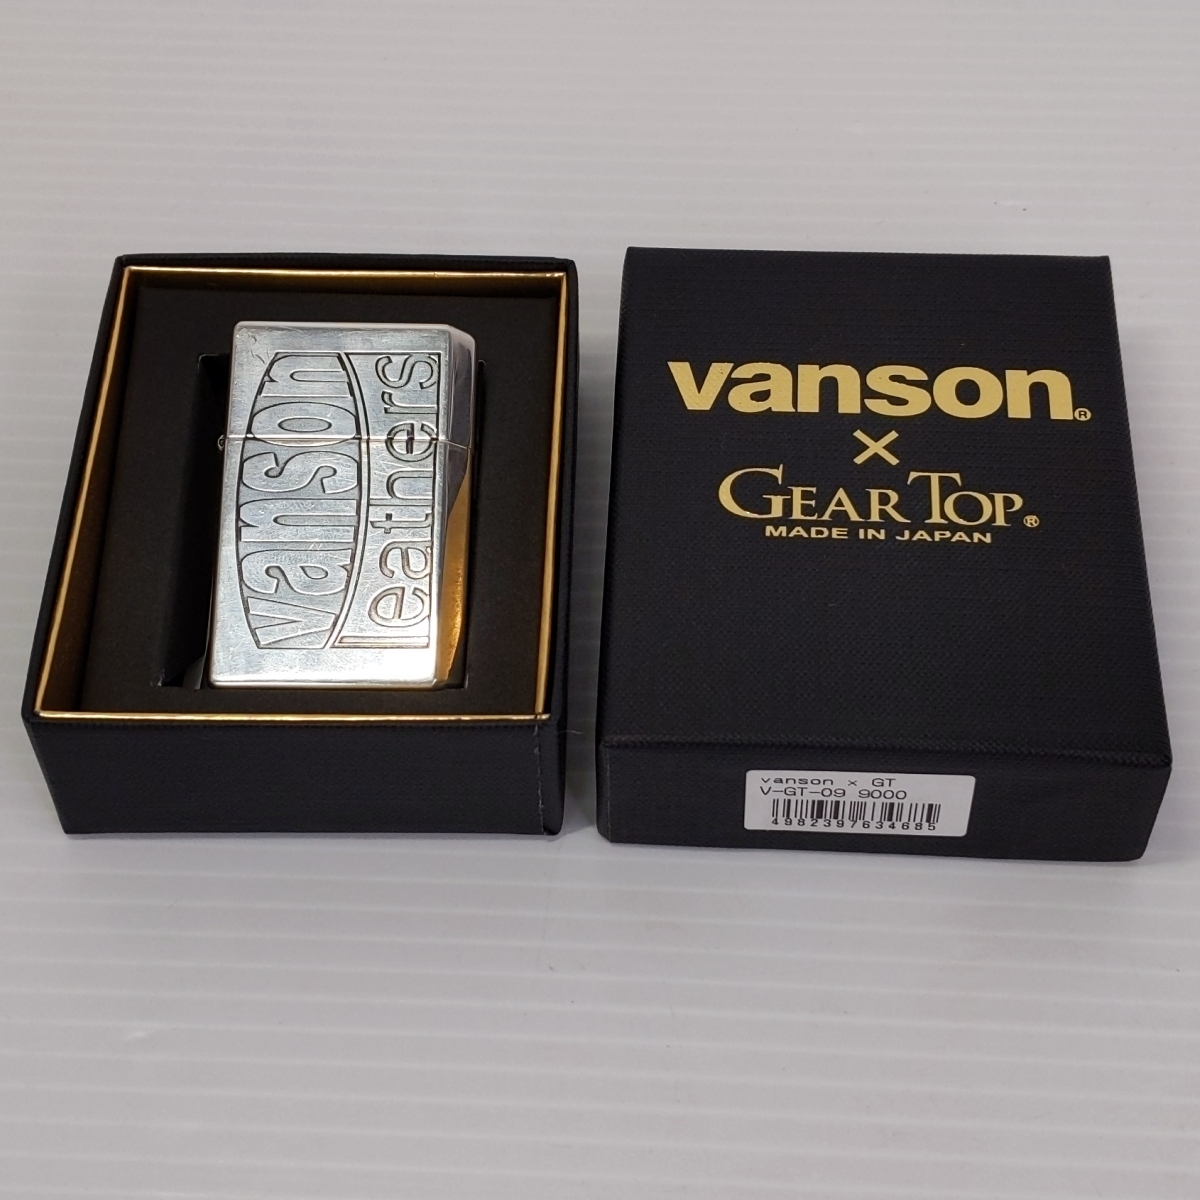 vanson
leathers
vanson®
×
GEAR TOP®
MADE IN JAPAN
vanson × GT
V-GT-09 9000
4982397634685